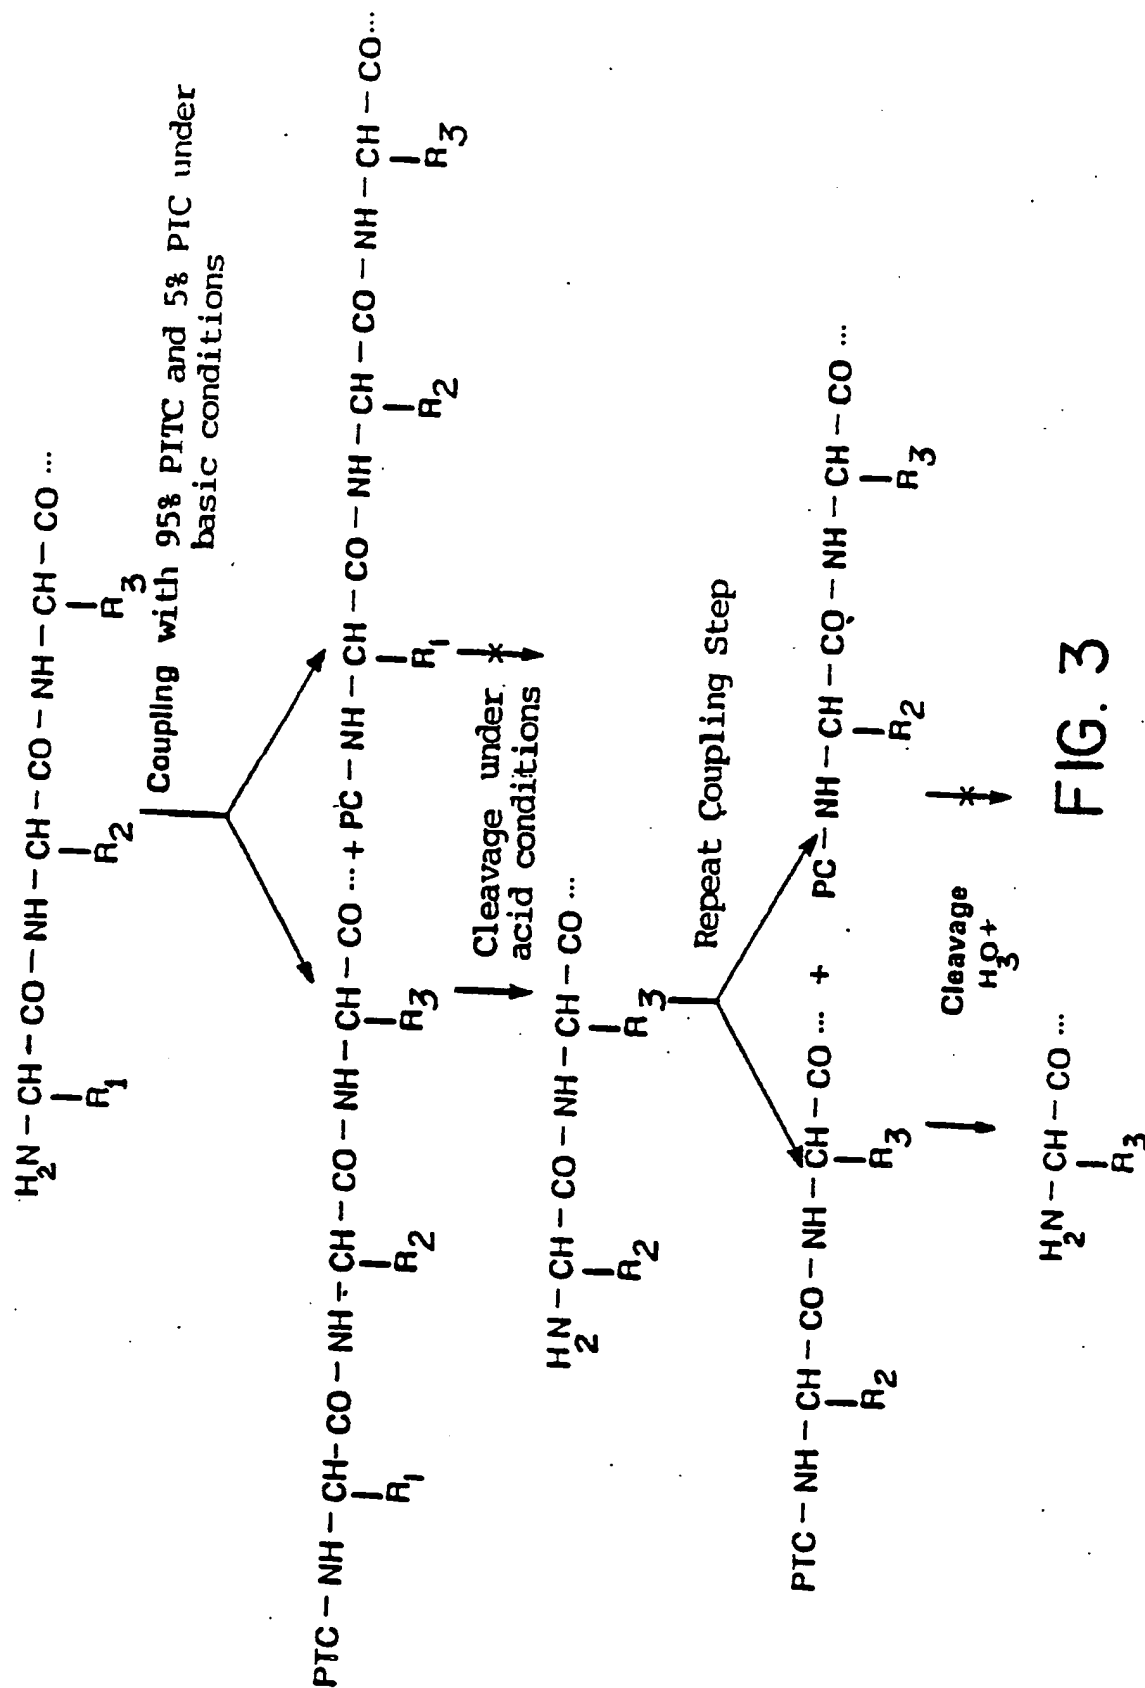 H2N-CH-CO-NH-CH-CO-NH-CH-CO...
R1 R2 R3
Coupling with 95% PITC and 5% PIC under
basic conditions
PTC-NH-CH-CO-NH-CH-CO-NH-CH-CO...+PC-NH-CH-CO-NH-CH-CO-NH-CH-CO...
R1 R2 R3 R1 R2 R3
Cleavage under
acid conditions
H2N-CH-CO-NH-CH-CO...
R2 R3
Repeat Coupling Step
PTC-NH-CH-CO-NH-CH-CO... + PC-NH-CH-CO-NH-CH-CO...
R2 R3 R2 R3
Cleavage
H3O+
H2N-CH-CO...
R3
FIG. 3